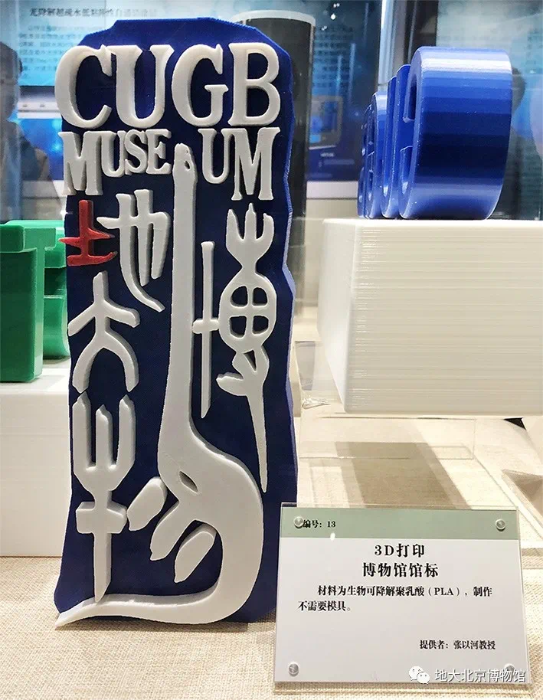 CUGB
MUSEUM
地大博物
编号：13
3D打印
博物馆馆标
材料为生物可降解聚乳酸（PLA），制作
不需要模具。
提供者：张以河教授
地大北京博物馆